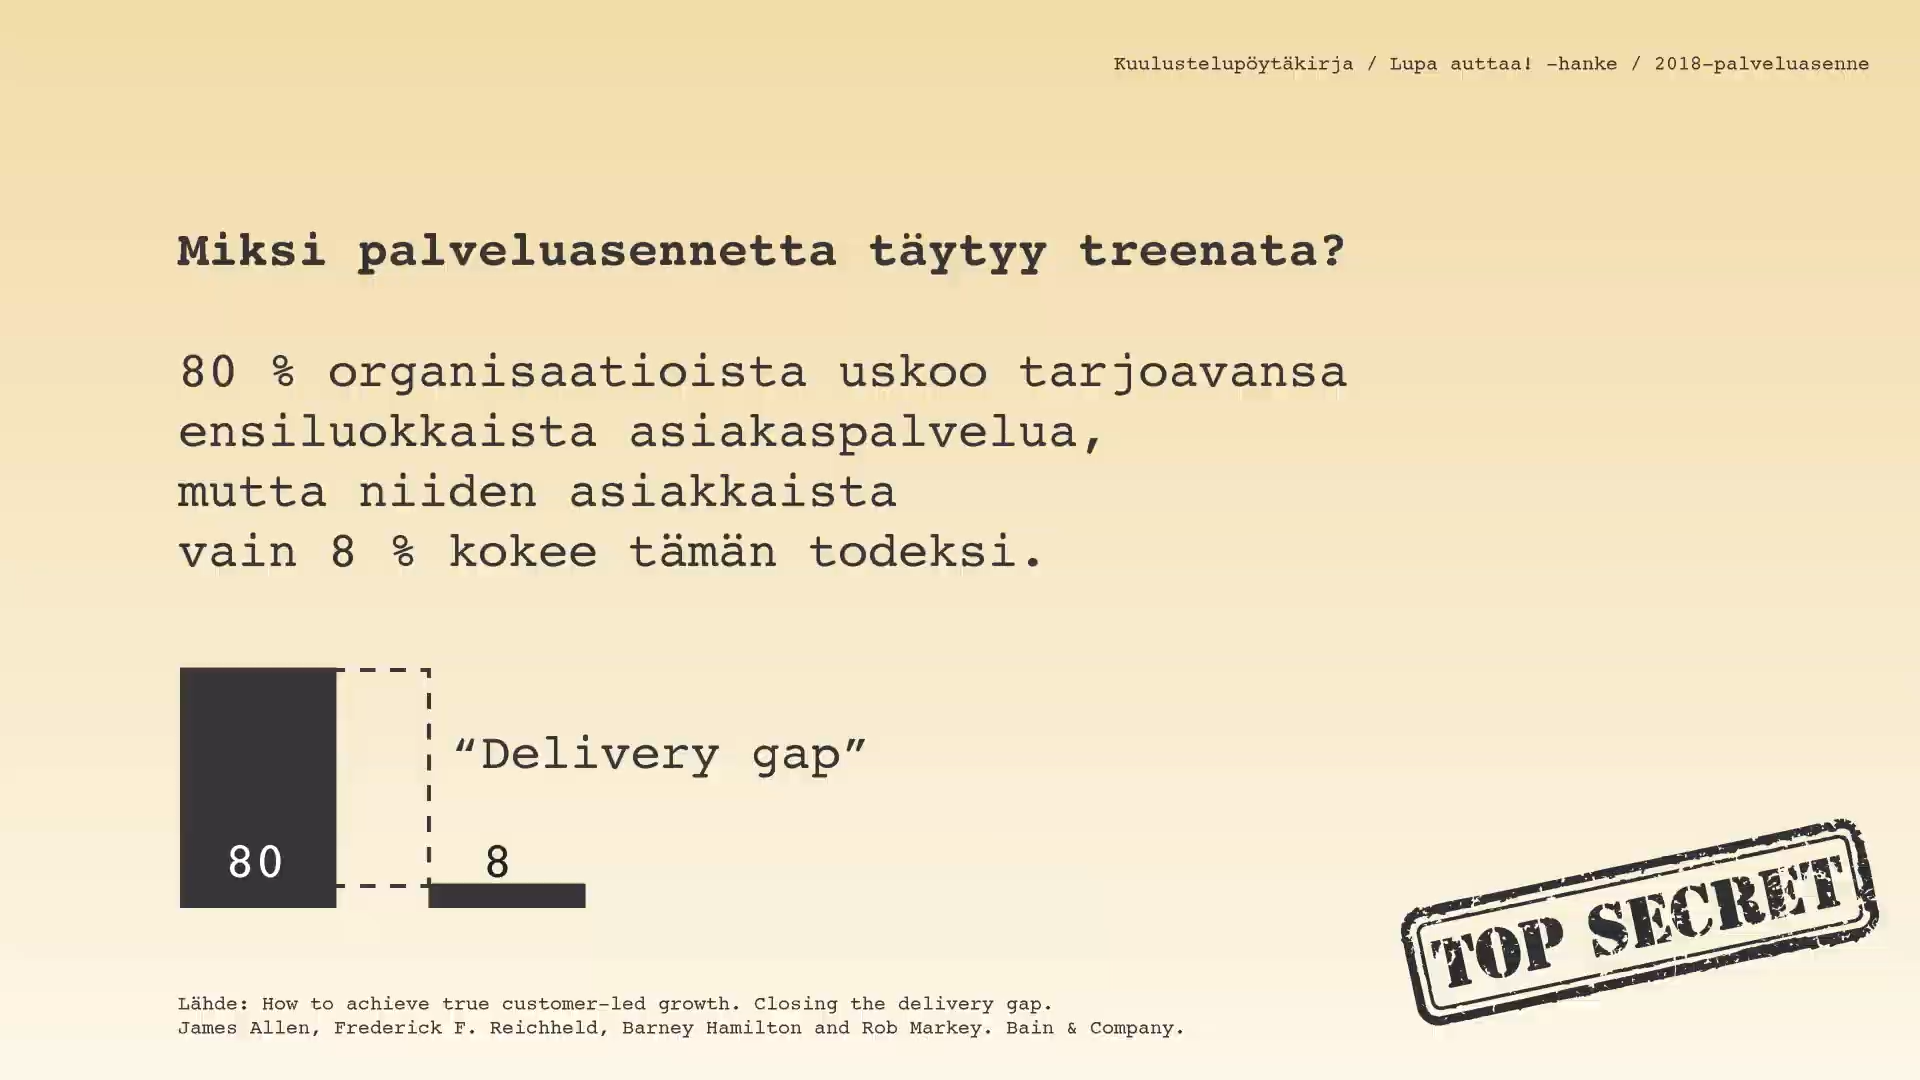 Kuulustelupöytäkirja / Lupa auttaa! -hanke / 2018-palveluasenne
Miksi palveluasennetta täytyy treenata?
80 % organisaatioista uskoo tarjoavansa
ensiluokkaista asiakaspalvelua,
mutta niiden asiakkaista
vain 8 % kokee tämän todeksi.
“Delivery gap”
80
8
TOP SECRET
Lähde: How to achieve true customer-led growth. Closing the delivery gap.
James Allen, Frederick F. Reichheld, Barney Hamilton and Rob Markey. Bain & Company.